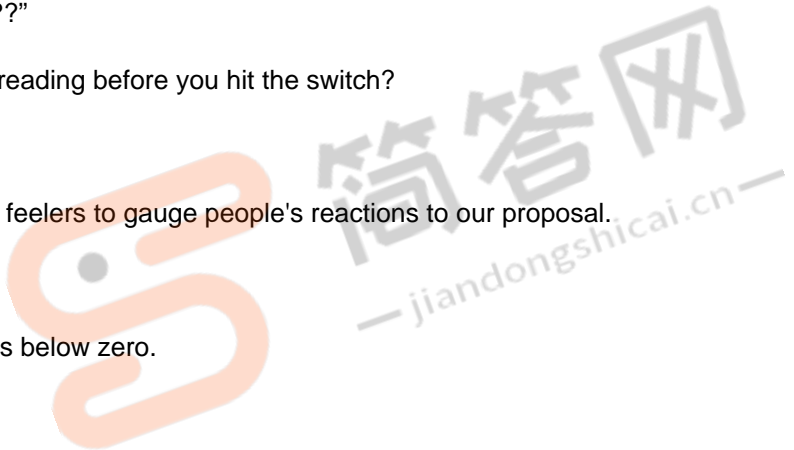 ??”
reading before you hit the switch?
feelers to gauge people's reactions to our proposal.
s below zero.
简答网
— jiandongshicai.cn —